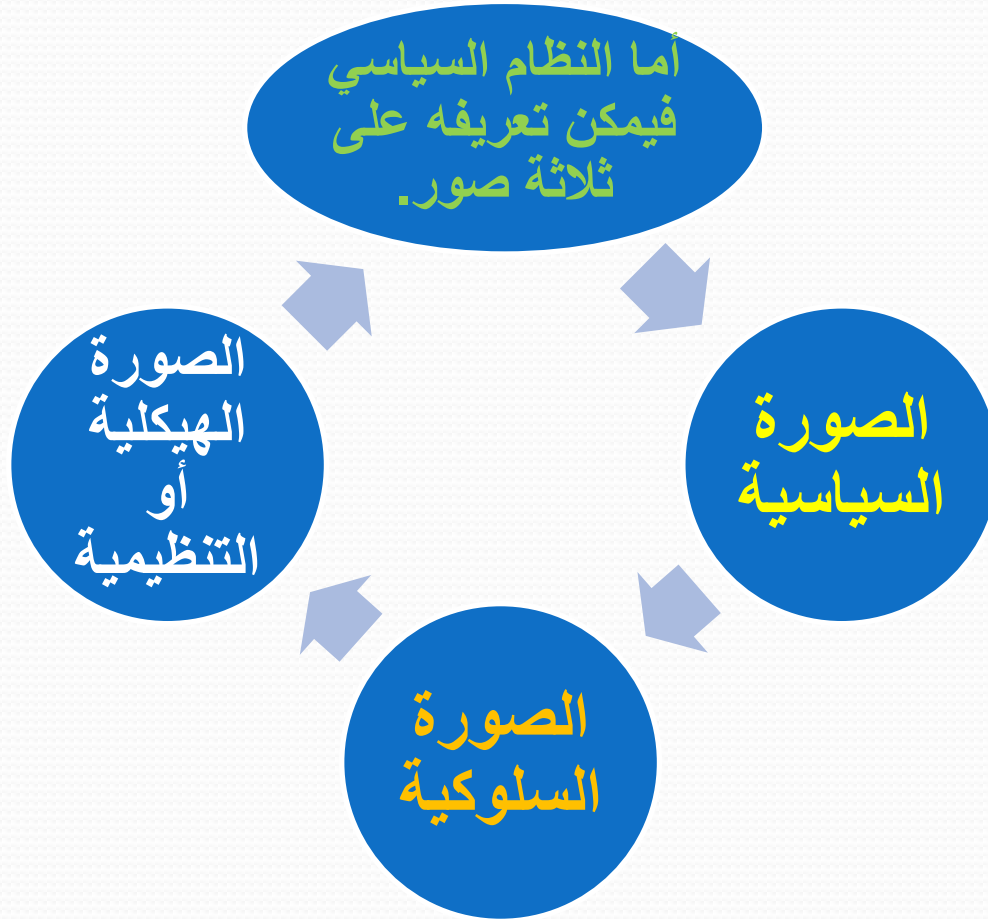 أما النظام السياسي
فيمكن تعريفه على
ثلاثة صور.
الصورة
السياسية
الصورة
السلوكية
الصورة
الهيكلية
أو
التنظيمية